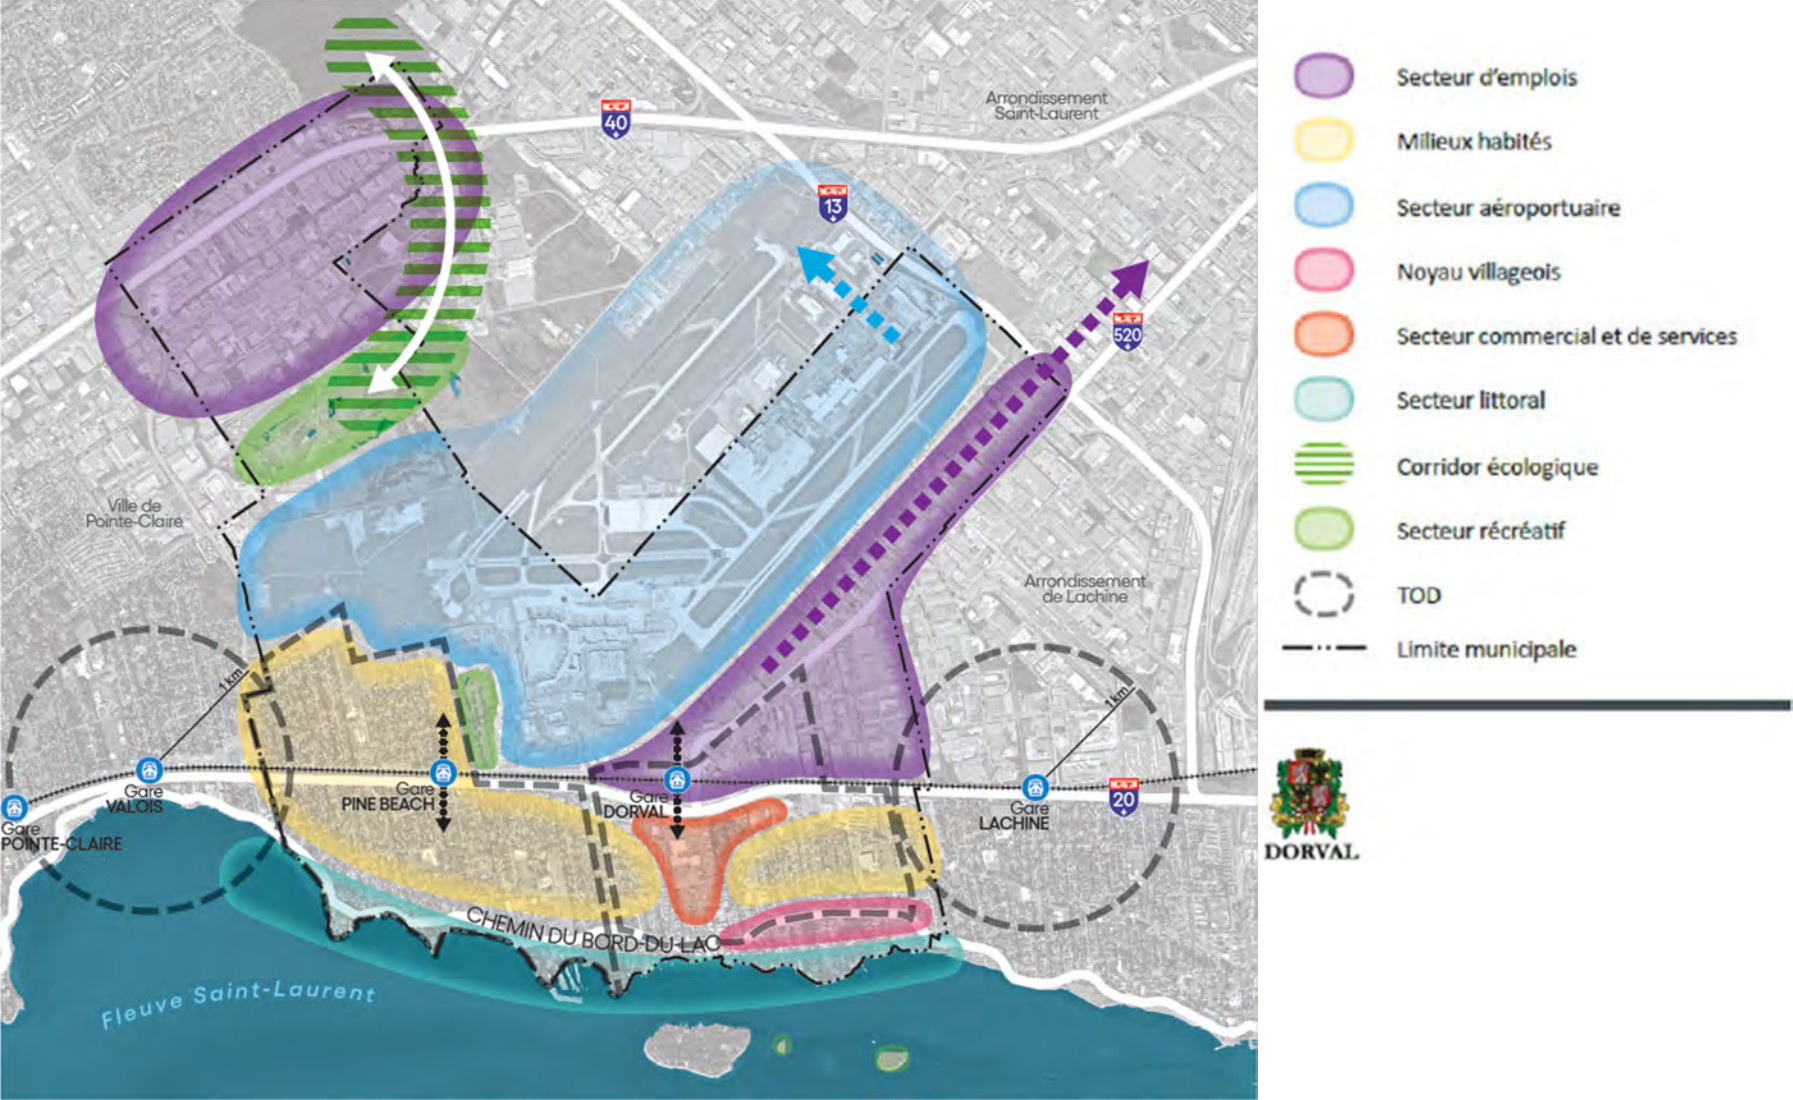 40
Arrondissement
Saint-Laurent
13
520
Ville de
Pointe-Claire
Arrondissement
de Lachine
1 km
1 km
Gare
VALOIS
Gare
PINE BEACH
Gare
DORVAL
Gare
LACHINE
20
Gare
POINTE-CLAIRE
CHEMIN DU BORD-DU-LAC
Fleuve Saint-Laurent
Secteur d'emplois
Milieux habités
Secteur aéroportuaire
Noyau villageois
Secteur commercial et de services
Secteur littoral
Corridor écologique
Secteur récréatif
TOD
Limite municipale
DORVAL